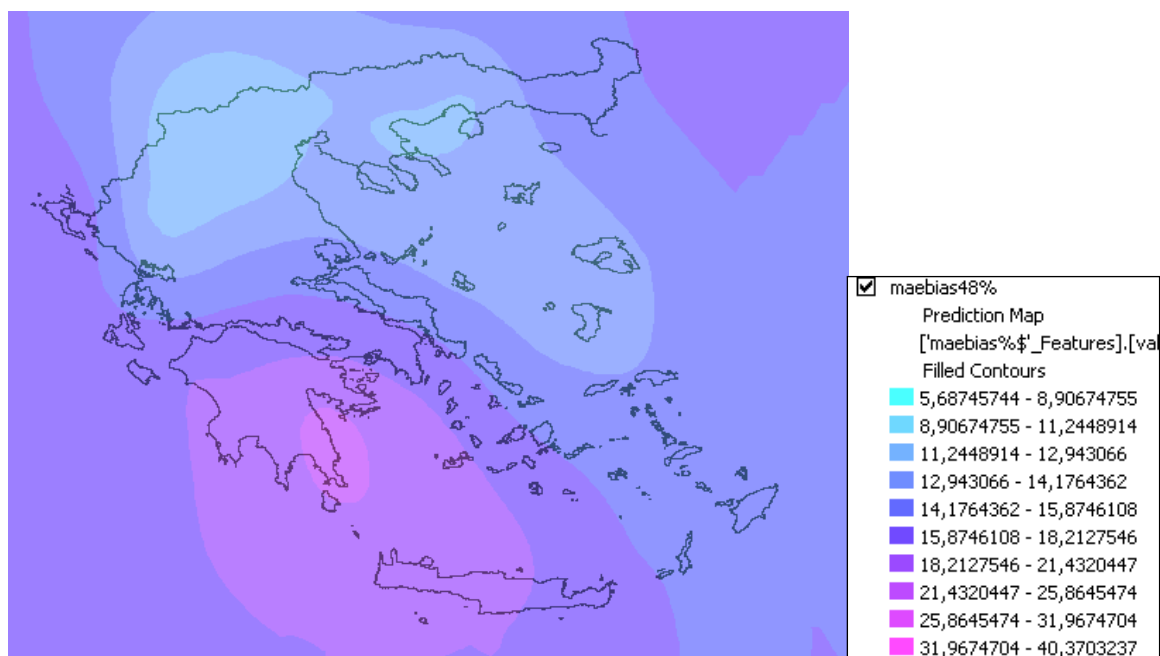 maebias48%
Prediction Map
['maebias%$'_Features].[val
Filled Contours
5,68745744 - 8,90674755
8,90674755 - 11,2448914
11,2448914 - 12,943066
12,943066 - 14,1764362
14,1764362 - 15,8746108
15,8746108 - 18,2127546
18,2127546 - 21,4320447
21,4320447 - 25,8645474
25,8645474 - 31,9674704
31,9674704 - 40,3703237